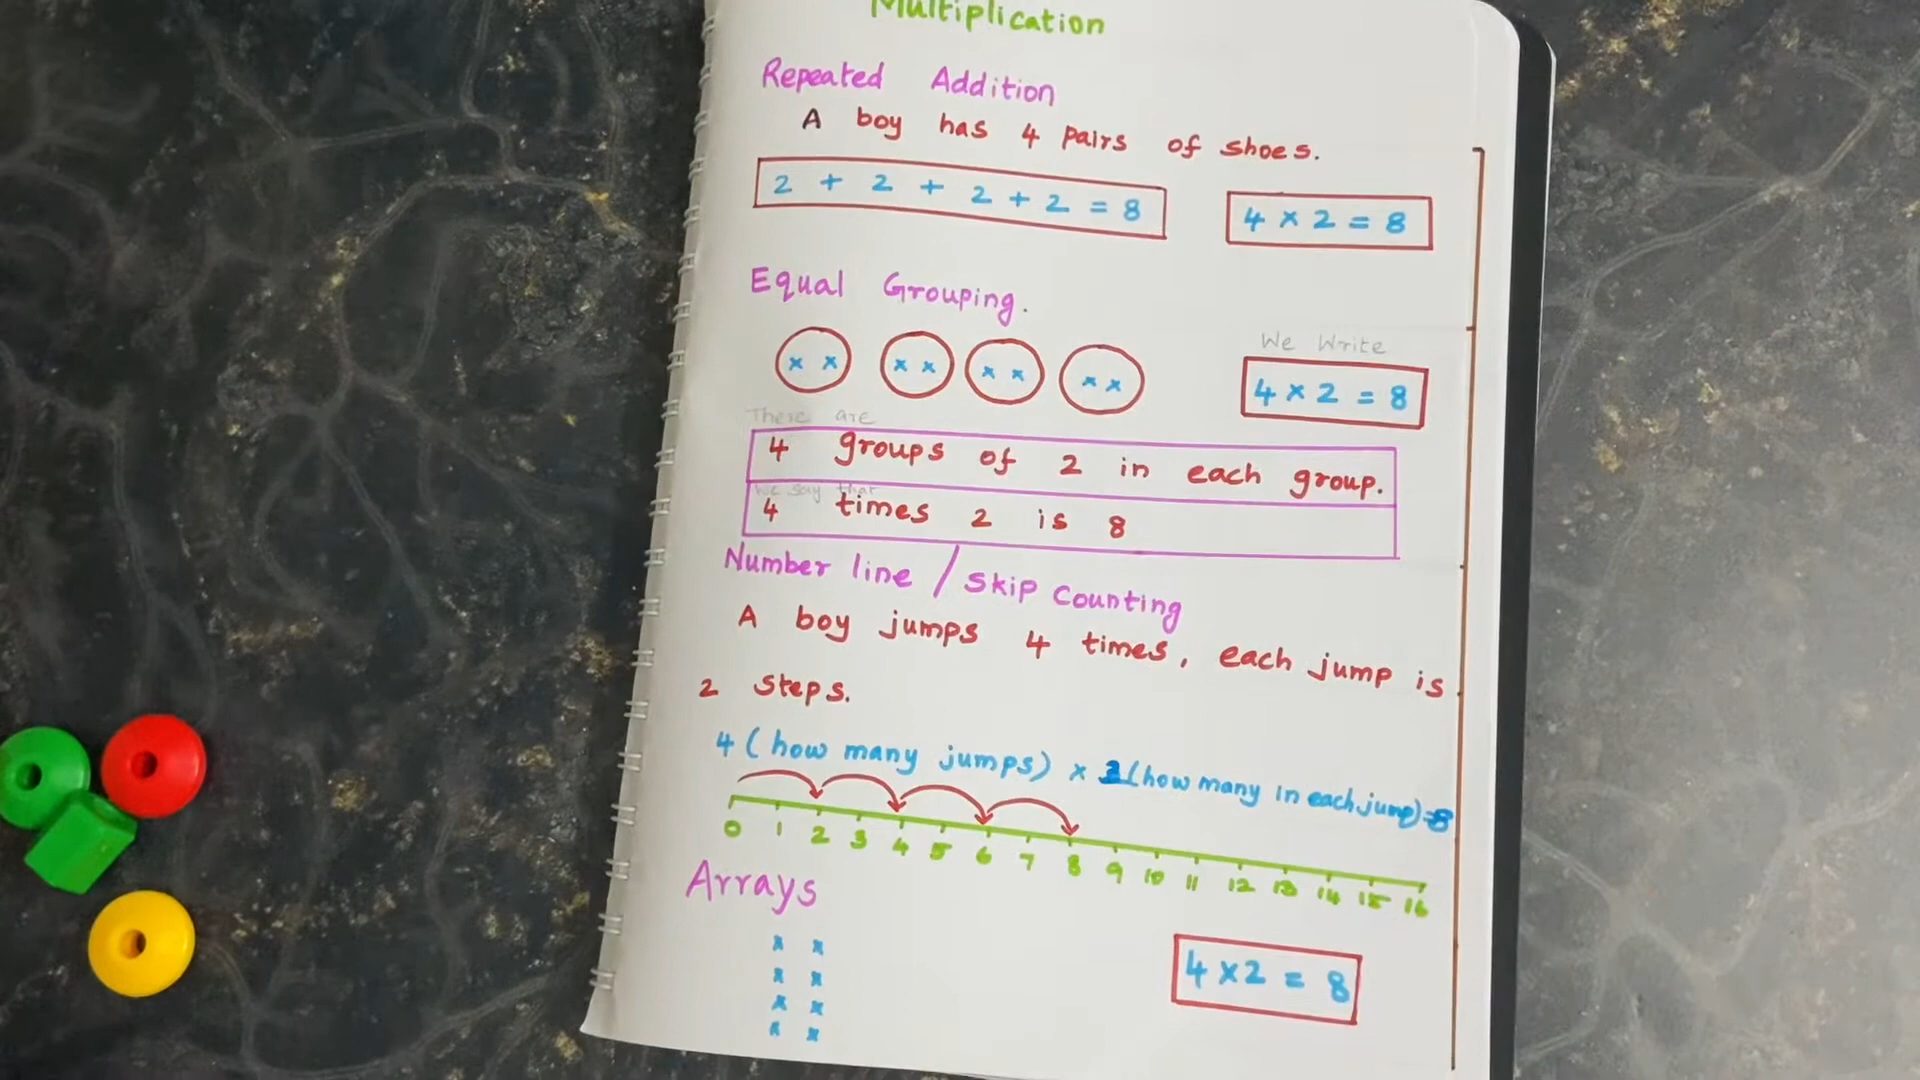 Multiplication
Repeated Addition
A boy has 4 pairs of shoes.
2 + 2 + 2 + 2 = 8
4 × 2 = 8
Equal Grouping.
x x x x x x x x
We Write
4 × 2 = 8
There are
4 groups of 2 in each group.
We say that
4 times 2 is 8
Number line / Skip Counting
A boy jumps 4 times, each jump is
2 steps.
4 (how many jumps) × 2 (how many in each jump) = 8
0 1 2 3 4 5 6 7 8 9 10 11 12 13 14 15 16
Arrays
x x
x x
x x
x x
4 × 2 = 8